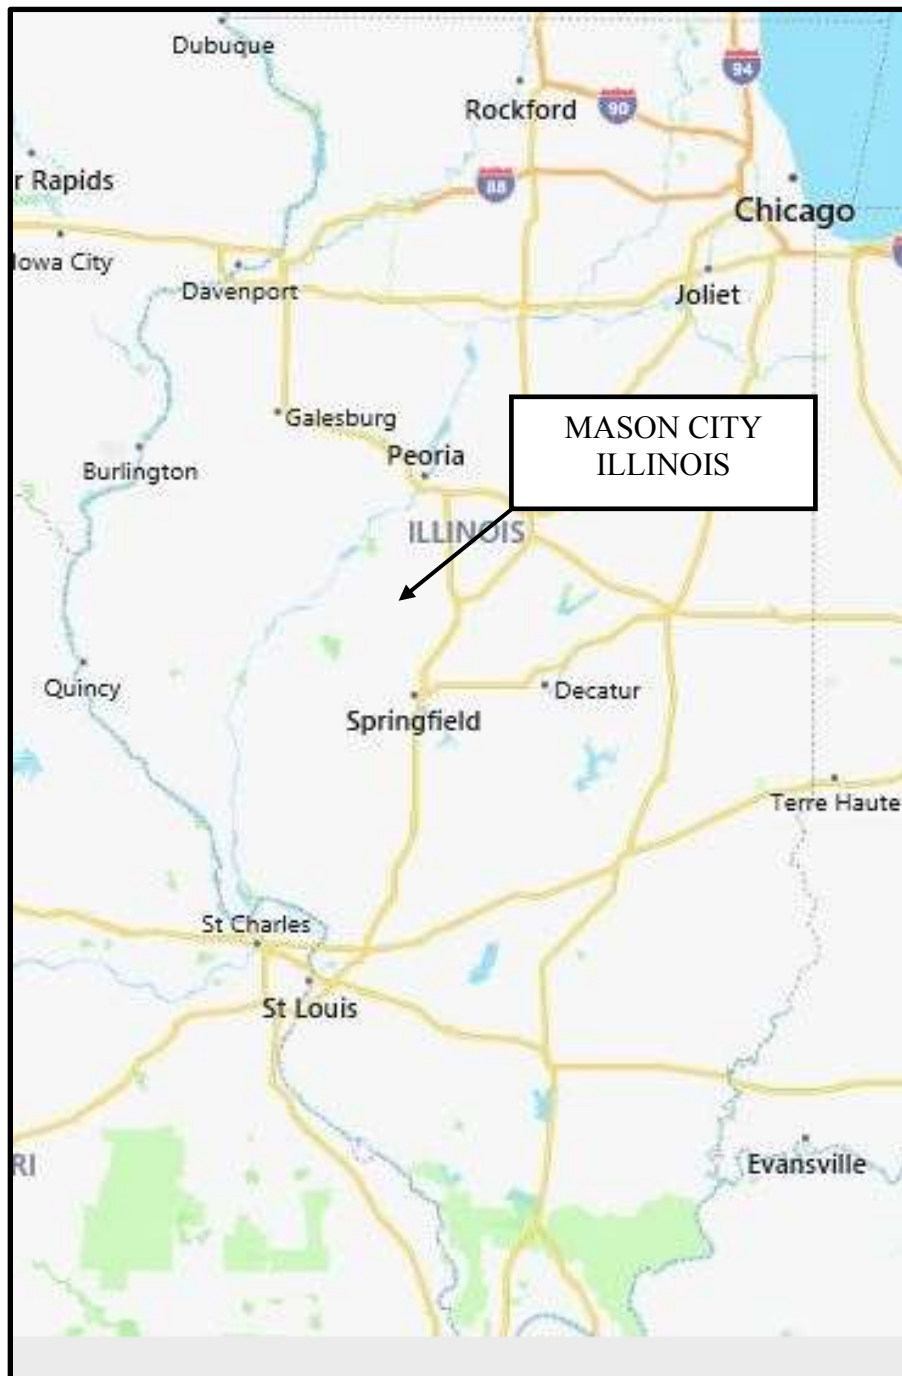 Dubuque
94
Rockford
90
r Rapids
88
Chicago
Iowa City
Davenport
Joliet
Galesburg
MASON CITY
ILLINOIS
Peoria
Burlington
ILLINOIS
Quincy
Decatur
Springfield
Terre Haute
St Charles
St Louis
RI
Evansville